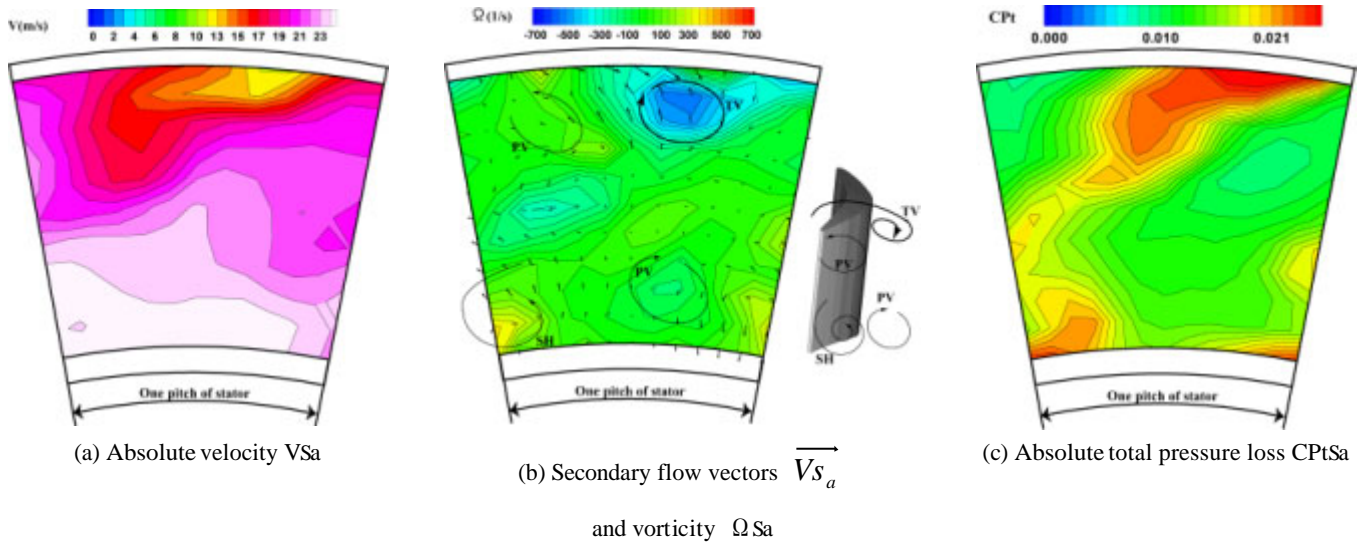 V(m/s)
0 2 4 6 8 10 13 15 17 19 21 23
Ω(1/s)
-700 -500 -300 -100 100 300 500 700
CPt
0.000 0.010 0.021
TV
PV
PV
SH
TV
PV
PV
SH
One pitch of stator
One pitch of stator
One pitch of stator
(a) Absolute velocity VSa
(b) Secondary flow vectors Vs a
and vorticity ΩSa
(c) Absolute total pressure loss CPtSa